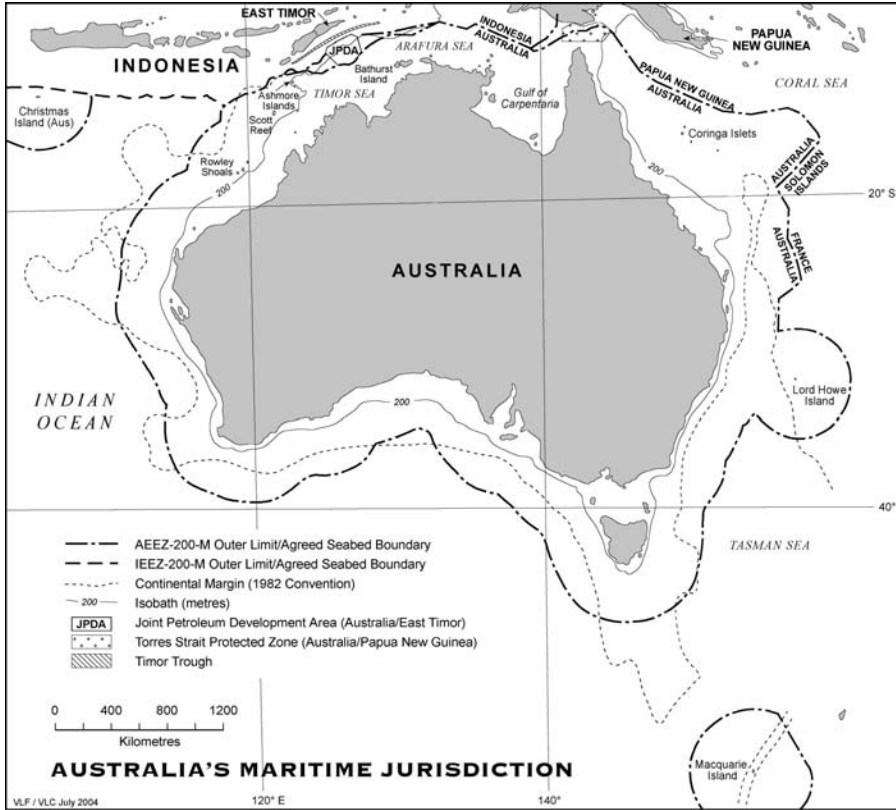 EAST TIMOR
INDONESIA
AUSTRALIA
PAPUA
NEW GUINEA
JPDA
ARAFURA SEA
INDONESIA
Bathurst
Island
Ashmore
Islands
TIMOR SEA
Gulf of
Carpentaria
PAPUA NEW GUINEA
AUSTRALIA
CORAL SEA
Christmas
Island (Aus)
Scott
Reef
Coringa Islets
Rowley
Shoals
200
200
AUSTRALIA
SOLOMON
ISLANDS
20° S
FRANCE
AUSTRALIA
AUSTRALIA
INDIAN
OCEAN
200
Lord Howe
Island
40°
TASMAN SEA
AEEZ-200-M Outer Limit/Agreed Seabed Boundary
IEEZ-200-M Outer Limit/Agreed Seabed Boundary
Continental Margin (1982 Convention)
200 Isobath (metres)
JPDA Joint Petroleum Development Area (Australia/East Timor)
Torres Strait Protected Zone (Australia/Papua New Guinea)
Timor Trough
0 400 800 1200
Kilometres
AUSTRALIA'S MARITIME JURISDICTION
Macquarie
Island
VLF / VLC July 2004
120° E
140°